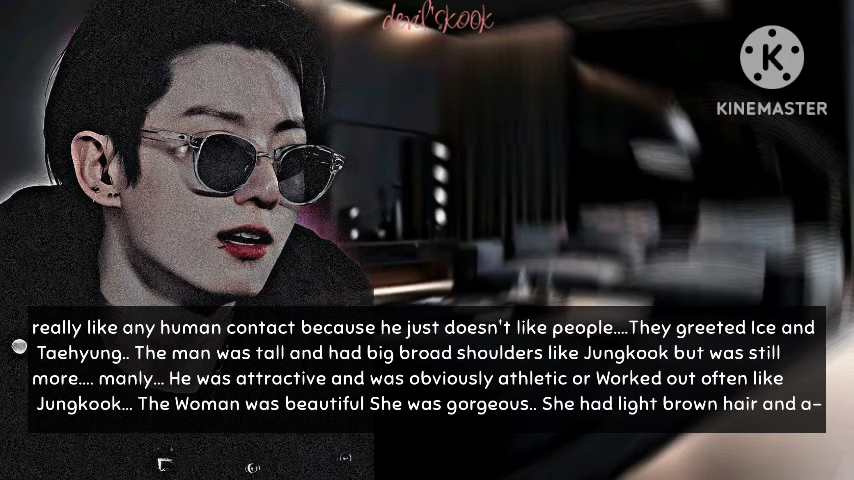 devil'skook
KINEMASTER
really like any human contact because he just doesn't like people....They greeted Ice and
Taehyung.. The man was tall and had big broad shoulders like Jungkook but was still
more.... manly... He was attractive and was obviously athletic or Worked out often like
Jungkook... The Woman was beautiful She was gorgeous.. She had light brown hair and a-